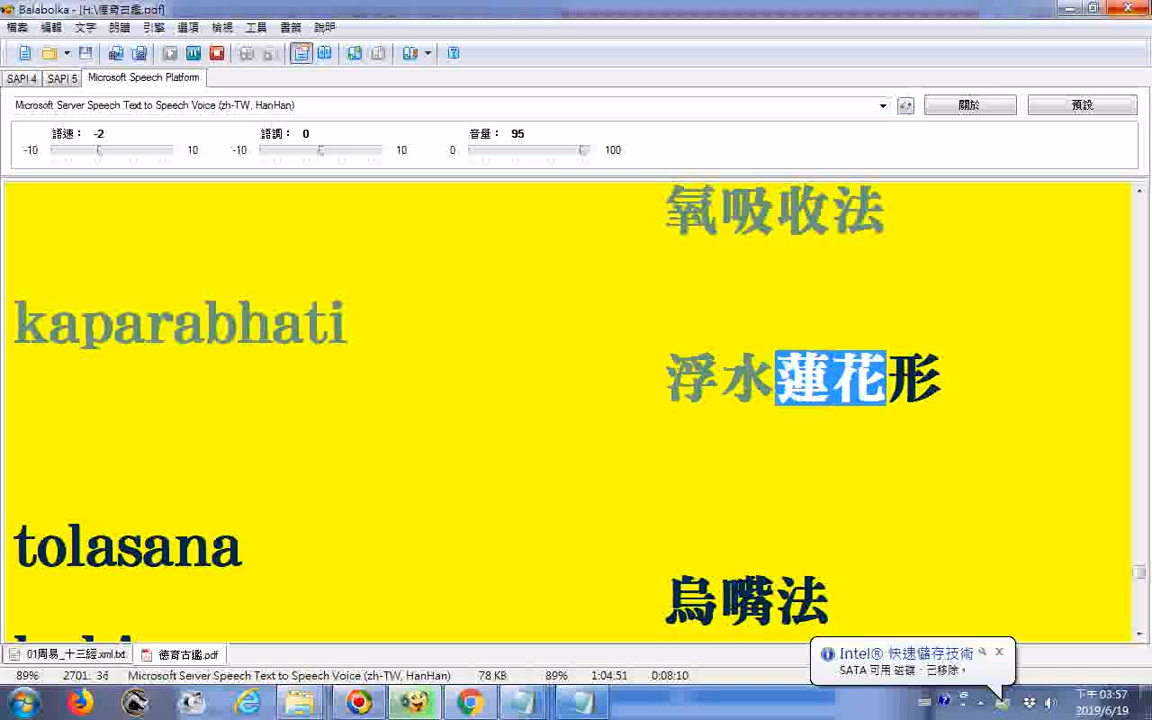 Balabolka - [H:\德育古鑑.pdf]
檔案 編輯 文字 朗讀 引擎 選項 檢視 工具 書籤 說明
SAPI 4 SAPI 5 Microsoft Speech Platform
Microsoft Server Speech Text to Speech Voice (zh-TW, HanHan) 關於 預設
語速： -2 語調： 0 音量： 95
-10 10 -10 10 0 100
氧吸收法
kaparabhati
浮水蓮花形
tolasana
烏嘴法
01周易_十三經.xml.txt 德育古鑑.pdf
Intel® 快速儲存技術
SATA 可用 磁碟：已移除。
89% 2701: 36 Microsoft Server Speech Text to Speech Voice (zh-TW, HanHan) 78 KB 89% 1:04:51 0:08:10
下午 03:57
2019/6/19